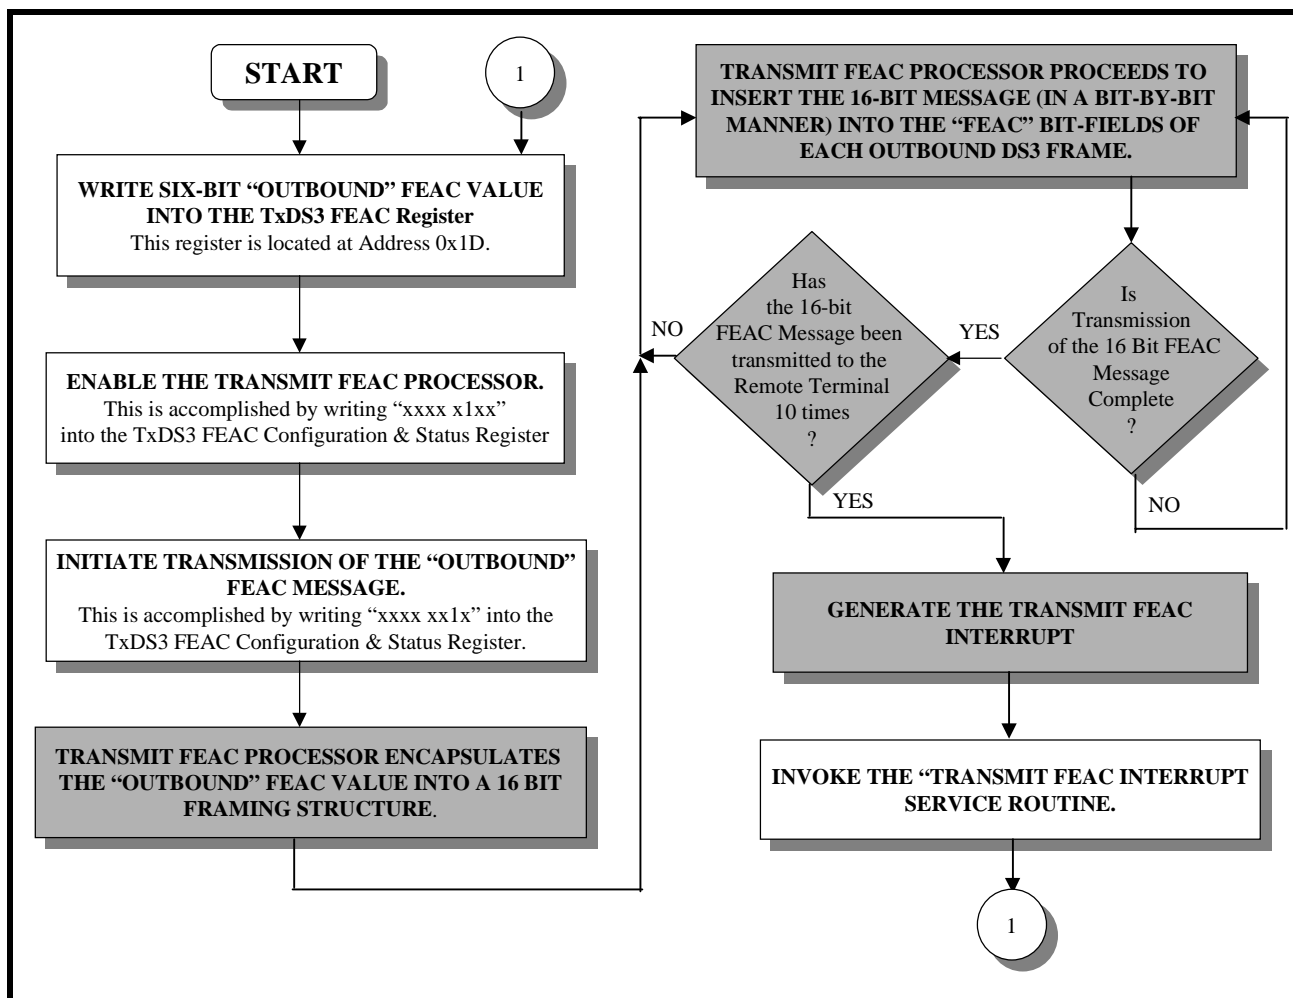 START
1
WRITE SIX-BIT “OUTBOUND” FEAC VALUE
INTO THE TxDS3 FEAC Register
This register is located at Address 0x1D.
ENABLE THE TRANSMIT FEAC PROCESSOR.
This is accomplished by writing “xxxx x1xx”
into the TxDS3 FEAC Configuration & Status Register
INITIATE TRANSMISSION OF THE “OUTBOUND”
FEAC MESSAGE.
This is accomplished by writing “xxxx xx1x” into the
TxDS3 FEAC Configuration & Status Register.
TRANSMIT FEAC PROCESSOR ENCAPSULATES
THE “OUTBOUND” FEAC VALUE INTO A 16 BIT
FRAMING STRUCTURE.
TRANSMIT FEAC PROCESSOR PROCEEDS TO
INSERT THE 16-BIT MESSAGE (IN A BIT-BY-BIT
MANNER) INTO THE “FEAC” BIT-FIELDS OF
EACH OUTBOUND DS3 FRAME.
Is
Transmission
of the 16 Bit FEAC
Message
Complete
?
NO
YES
Has
the 16-bit
FEAC Message been
transmitted to the
Remote Terminal
10 times
?
NO
YES
GENERATE THE TRANSMIT FEAC
INTERRUPT
INVOKE THE “TRANSMIT FEAC INTERRUPT
SERVICE ROUTINE.
1